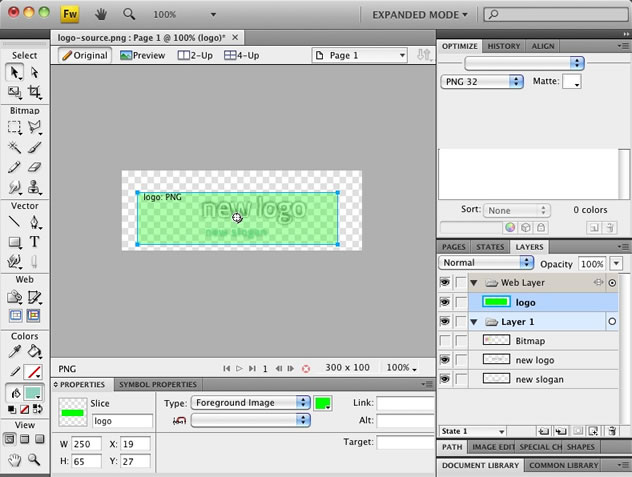 Fw 100% EXPANDED MODE
logo-source.png : Page 1 @ 100% (logo)*
Original Preview 2-Up 4-Up Page 1
Select
Bitmap
Vector
T
Web
Colors
View
logo: PNG
new logo
new slogan
PNG 1 300 x 100 100%
PROPERTIES SYMBOL PROPERTIES
Slice
logo
W 250 X: 19
H: 65 Y: 27
Type: Foreground Image
Link:
Alt:
Target:
OPTIMIZE HISTORY ALIGN
PNG 32 Matte:
Sort: None 0 colors
PAGES STATES LAYERS
Normal Opacity 100%
Web Layer
logo
Layer 1
Bitmap
new logo
new slogan
State 1
PATH IMAGE EDIT SPECIAL CH SHAPES
DOCUMENT LIBRARY COMMON LIBRARY